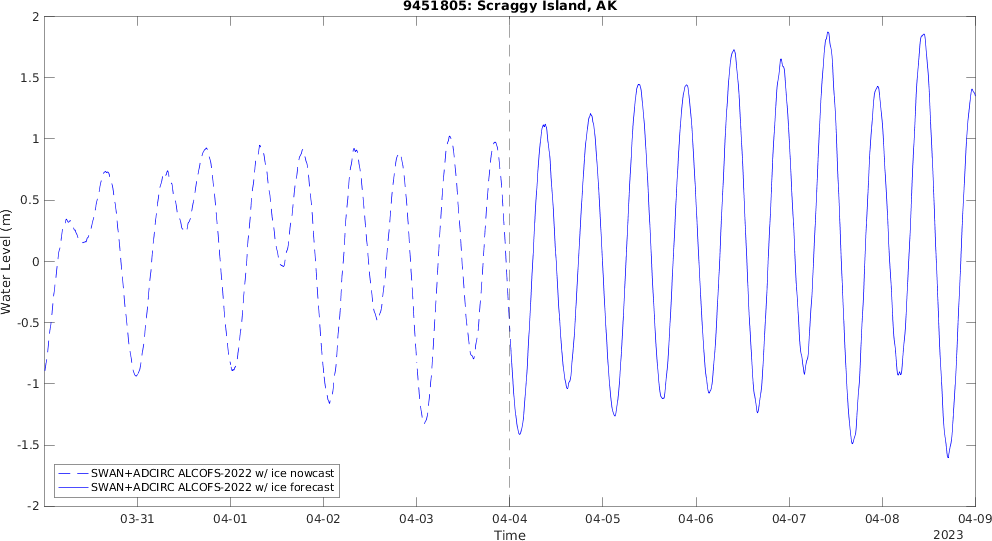 9451805: Scraggy Island, AK
2
1.5
1
0.5
0
-0.5
-1
-1.5
-2
Water Level (m)
SWAN+ADCIRC ALCOFS-2022 w/ ice nowcast
SWAN+ADCIRC ALCOFS-2022 w/ ice forecast
03-31 04-01 04-02 04-03 04-04 04-05 04-06 04-07 04-08 04-09
Time
2023